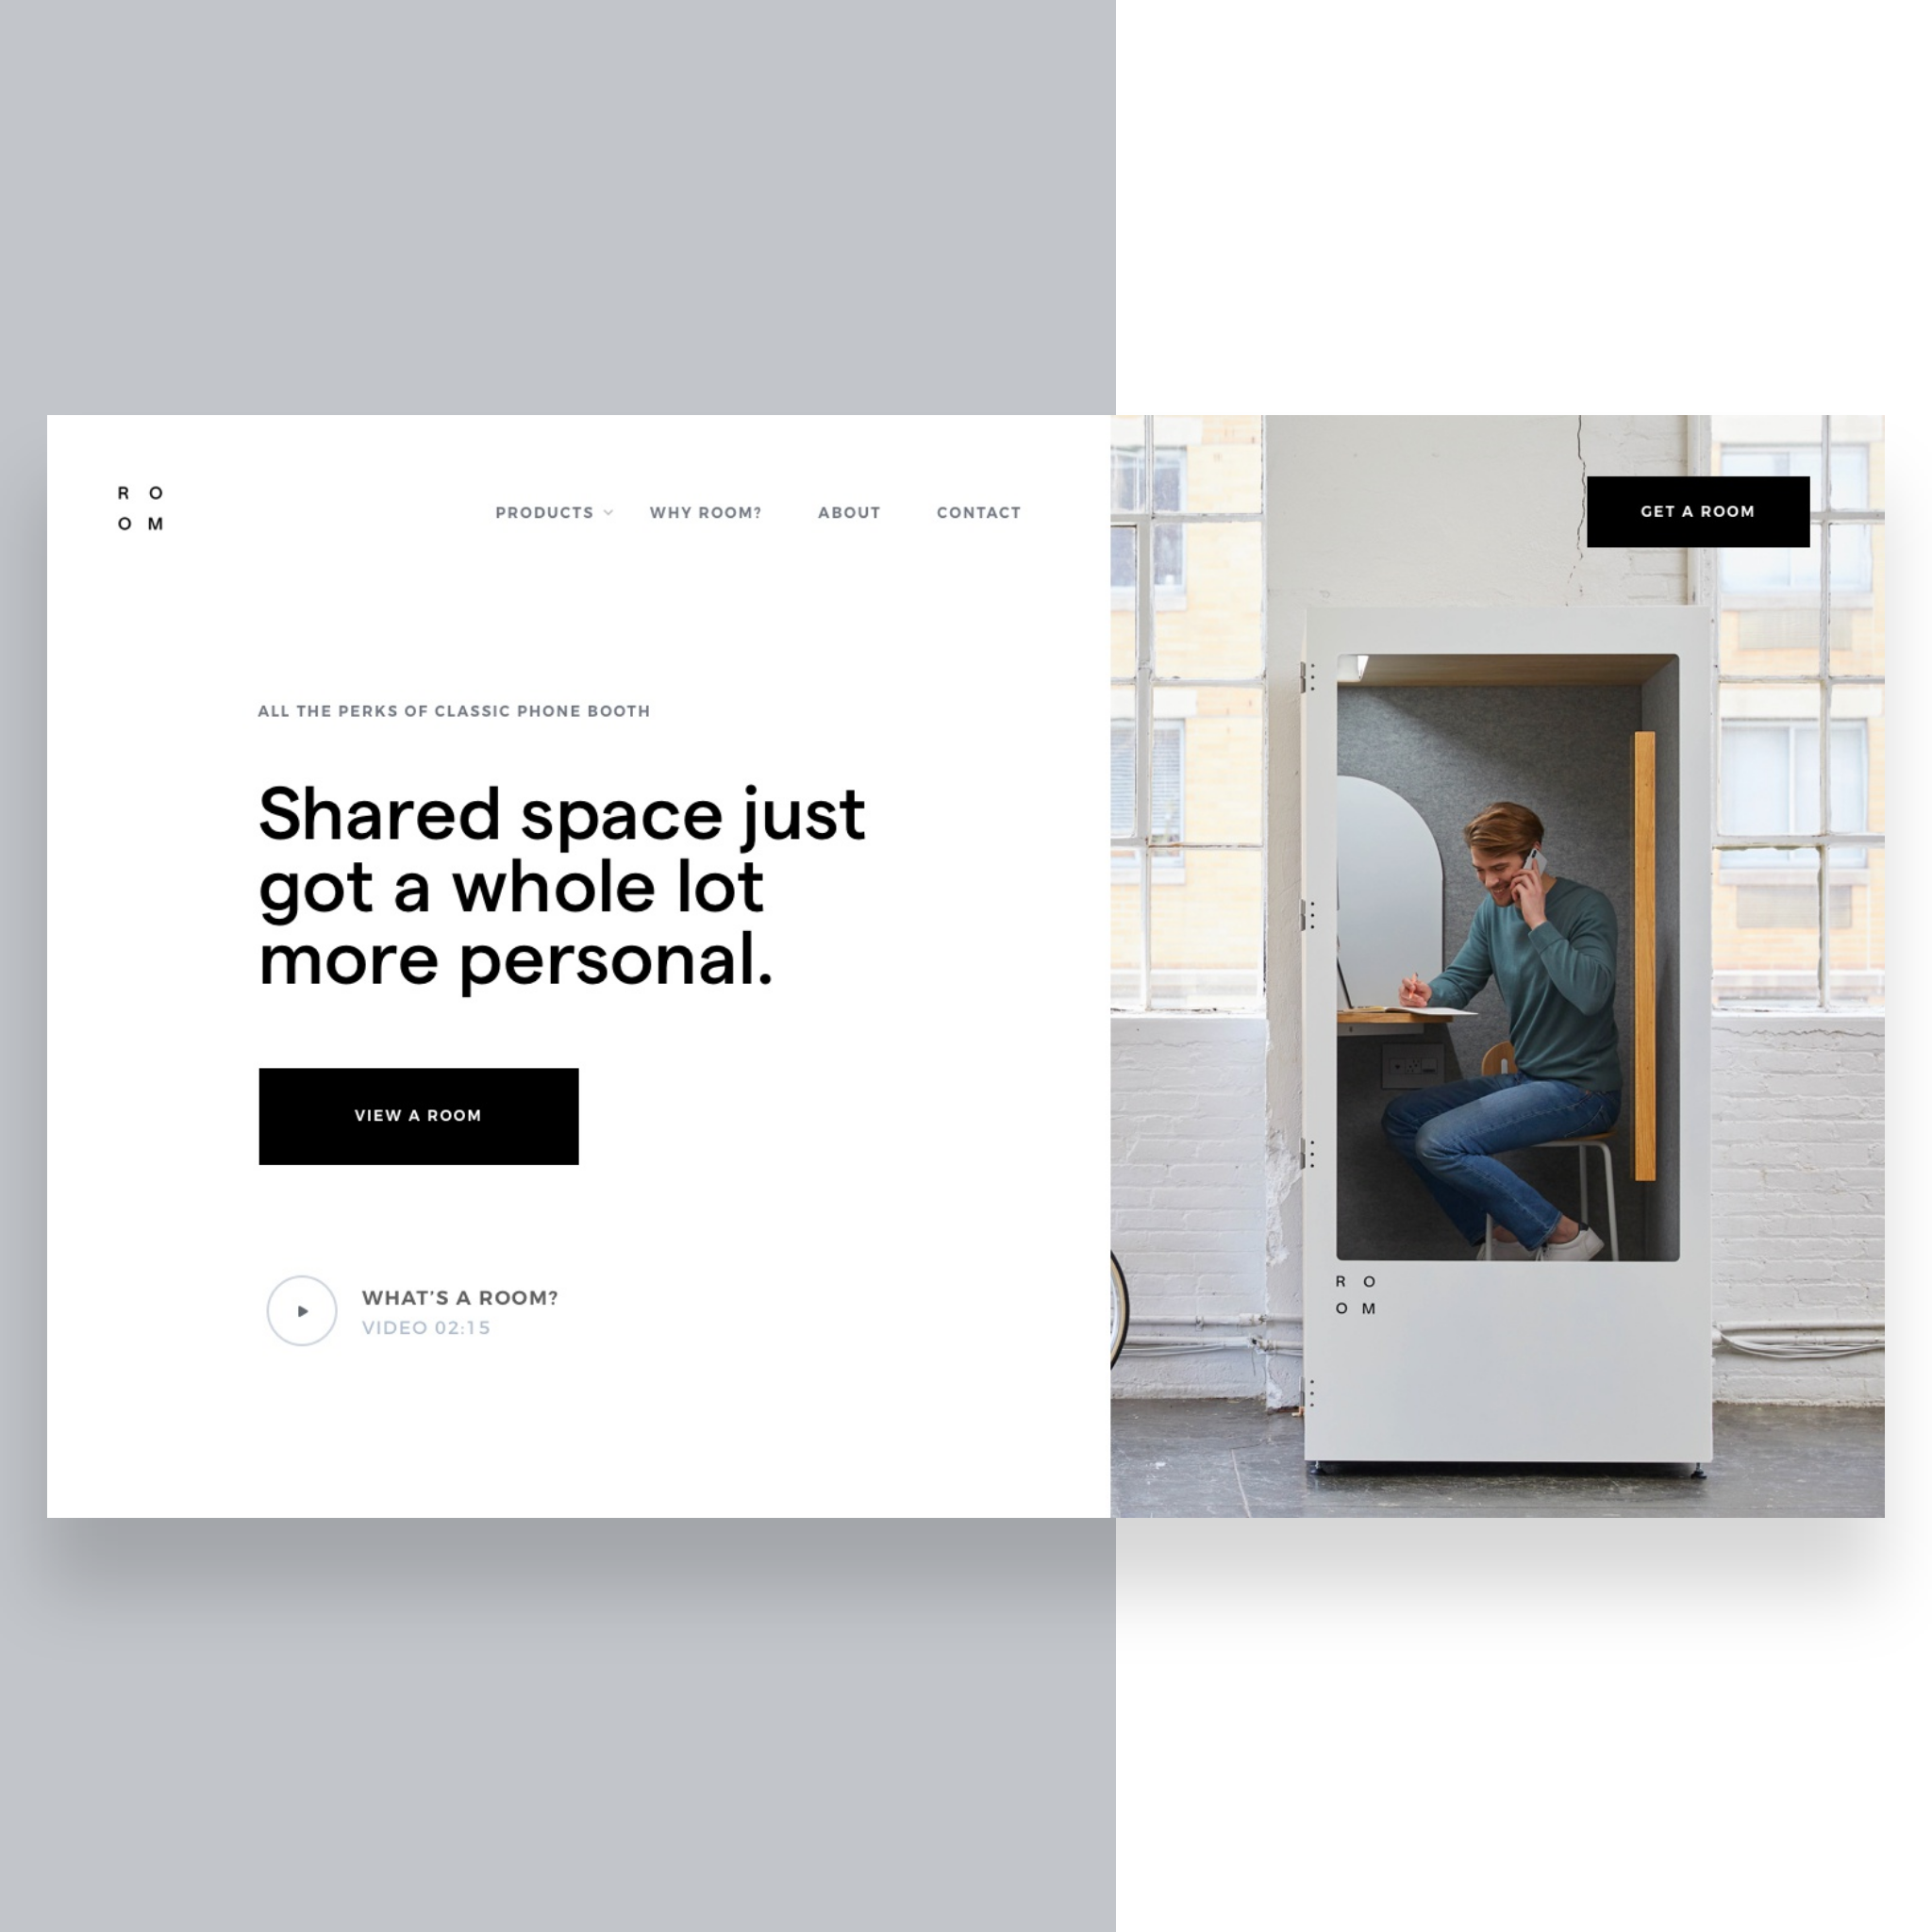 R O
O M
PRODUCTS
WHY ROOM?
ABOUT
CONTACT
GET A ROOM
ALL THE PERKS OF CLASSIC PHONE BOOTH
Shared space just
got a whole lot
more personal.
VIEW A ROOM
WHAT'S A ROOM?
VIDEO 02:15
R O
O M